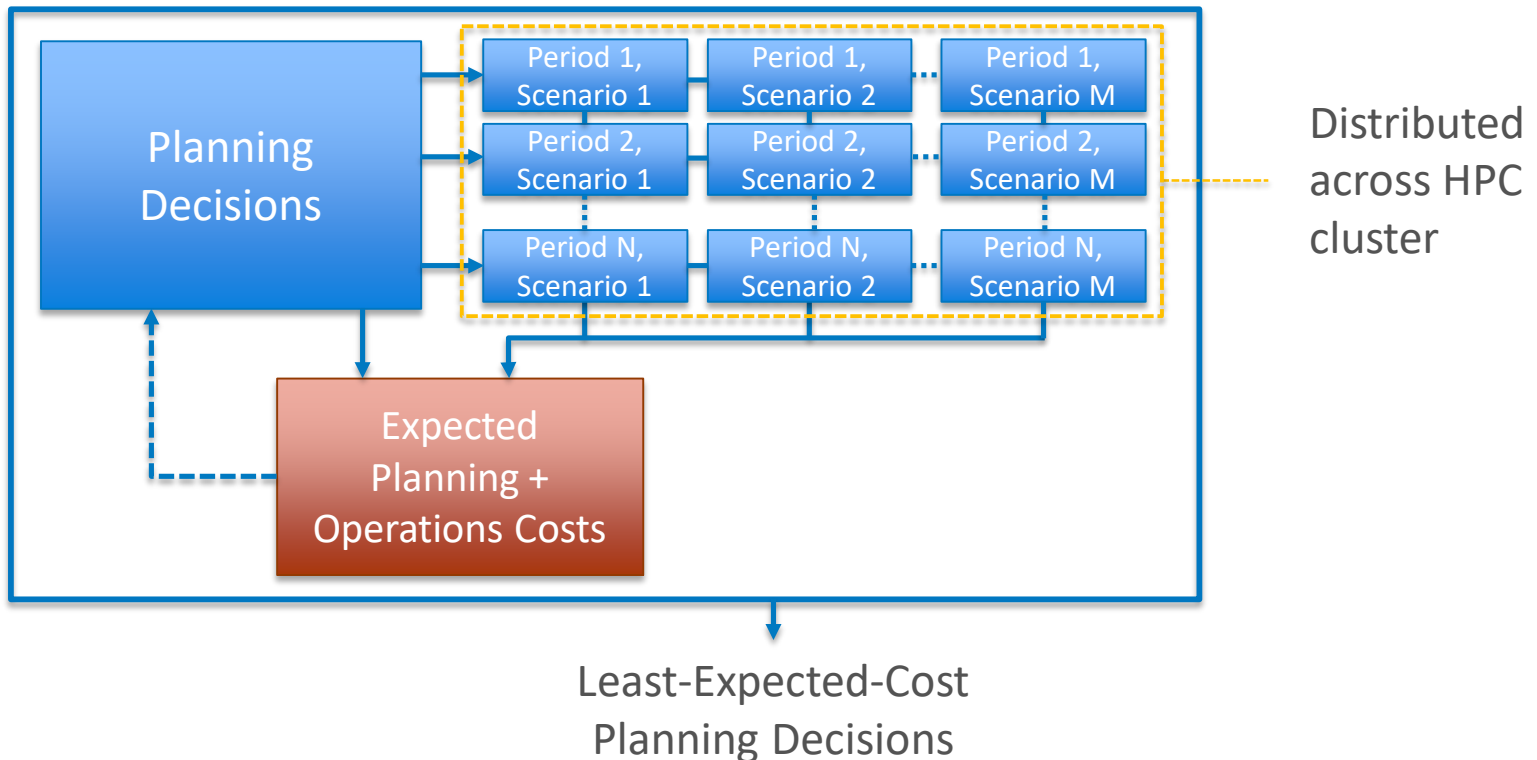 Planning
Decisions
Period 1,
Scenario 1
Period 1,
Scenario 2
Period 1,
Scenario M
Period 2,
Scenario 1
Period 2,
Scenario 2
Period 2,
Scenario M
Period N,
Scenario 1
Period N,
Scenario 2
Period N,
Scenario M
Distributed
across HPC
cluster
Expected
Planning +
Operations Costs
Least-Expected-Cost
Planning Decisions